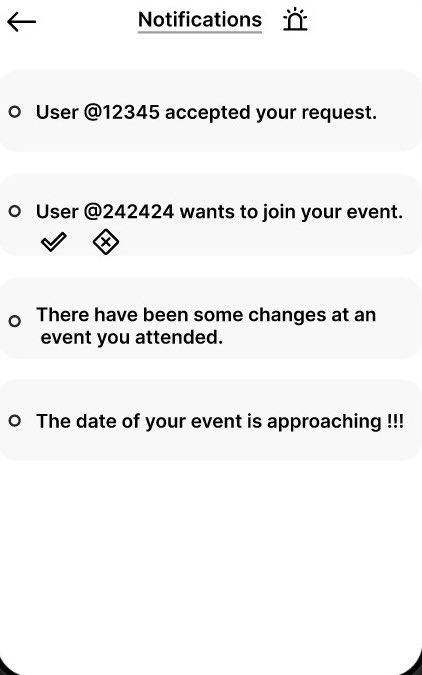 Notifications
User @12345 accepted your request.
User @242424 wants to join your event.
There have been some changes at an
event you attended.
The date of your event is approaching !!!